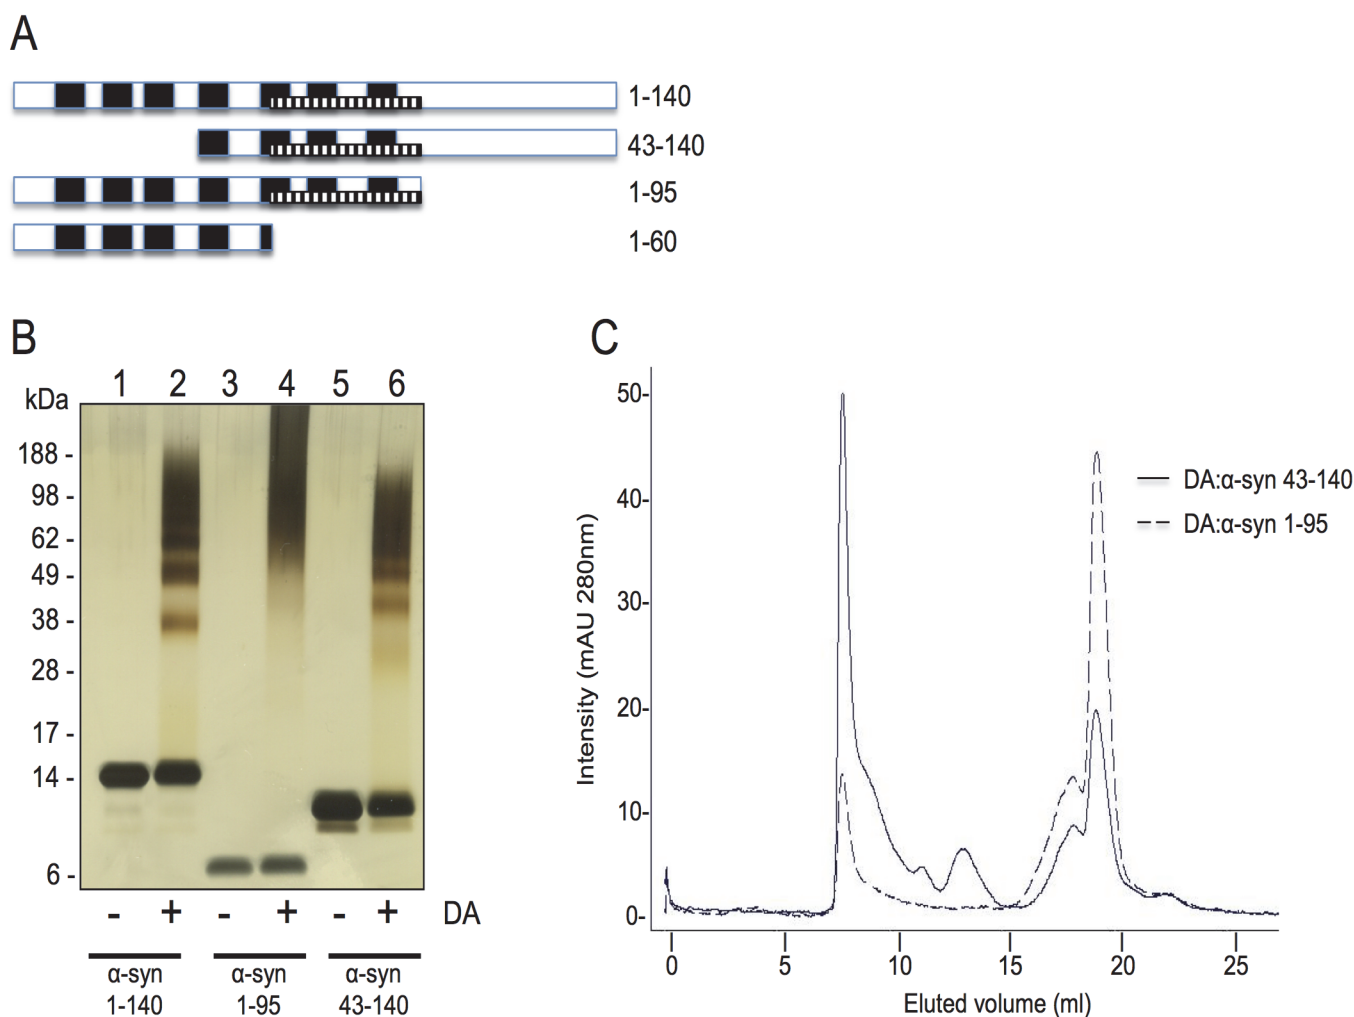 A
1-140
43-140
1-95
1-60
B
1 2 3 4 5 6
kDa
188 -
98 -
62 -
49 -
38 -
28 -
17 -
14 -
6 -
- + - + - + DA
α-syn 1-140
α-syn 1-95
α-syn 43-140
C
50-
40-
30-
20-
10-
0-
Intensity (mAU 280nm)
0 5 10 15 20 25
Eluted volume (ml)
DA:α-syn 43-140
DA:α-syn 1-95